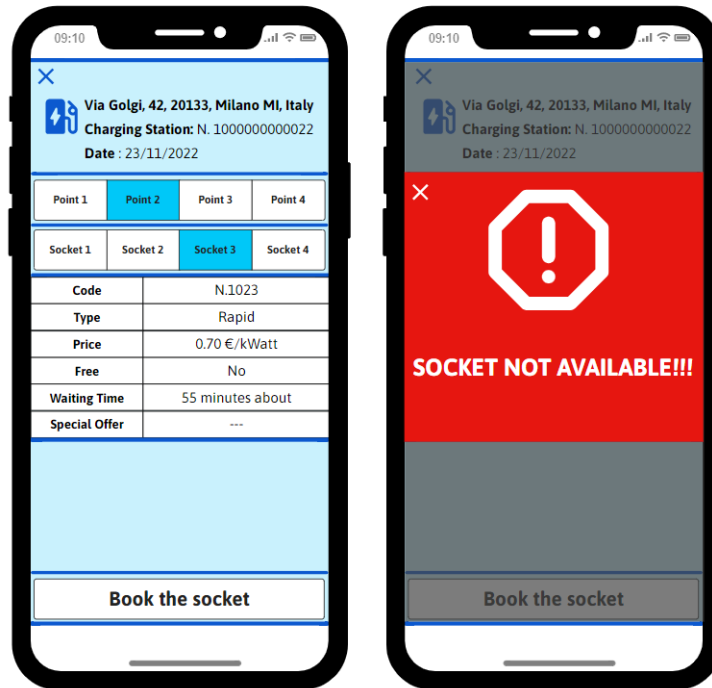 09:10
Via Golgi, 42, 20133, Milano MI, Italy
Charging Station: N. 1000000000022
Date : 23/11/2022
Point 1 Point 2 Point 3 Point 4
Socket 1 Socket 2 Socket 3 Socket 4
Code N.1023
Type Rapid
Price 0.70 €/kWatt
Free No
Waiting Time 55 minutes about
Special Offer ---
Book the socket
09:10
Via Golgi, 42, 20133, Milano MI, Italy
Charging Station: N. 1000000000022
Date : 23/11/2022
SOCKET NOT AVAILABLE!!!
Book the socket